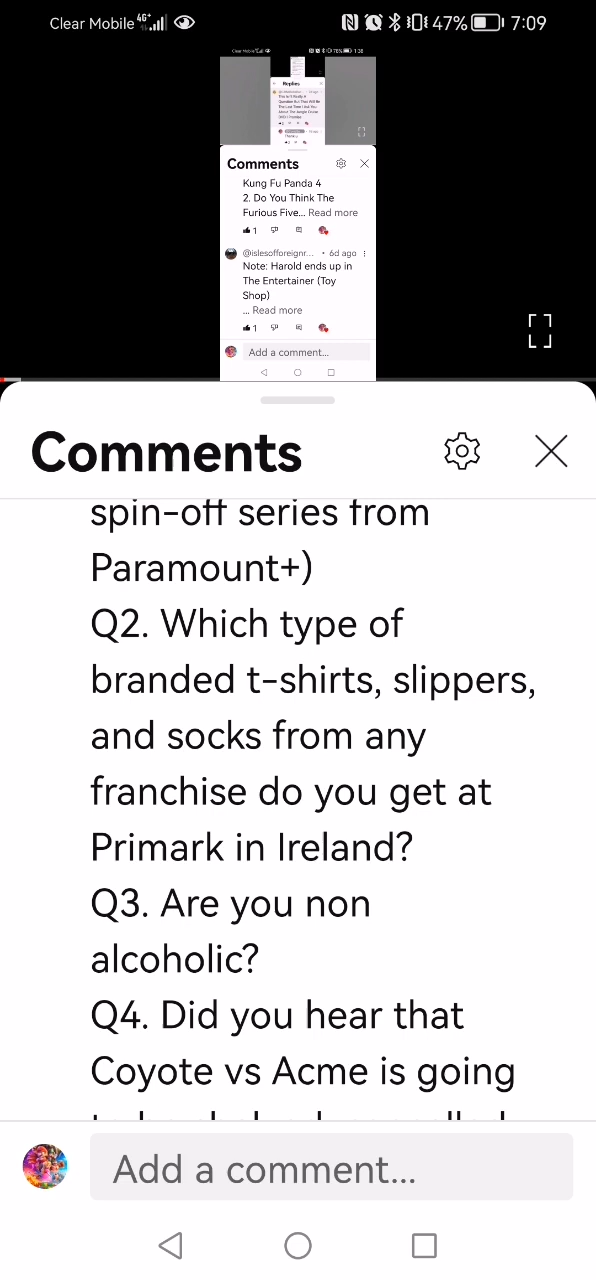 Clear Mobile 4G+ 47% 7:09
Replies
Comments
Kung Fu Panda 4
2. Do You Think The
Furious Five... Read more
1
@islesofforeignr... • 6d ago
Note: Harold ends up in
The Entertainer (Toy
Shop)
... Read more
1
Add a comment...
Comments
spin-off series from
Paramount+)
Q2. Which type of
branded t-shirts, slippers,
and socks from any
franchise do you get at
Primark in Ireland?
Q3. Are you non
alcoholic?
Q4. Did you hear that
Coyote vs Acme is going
Add a comment...